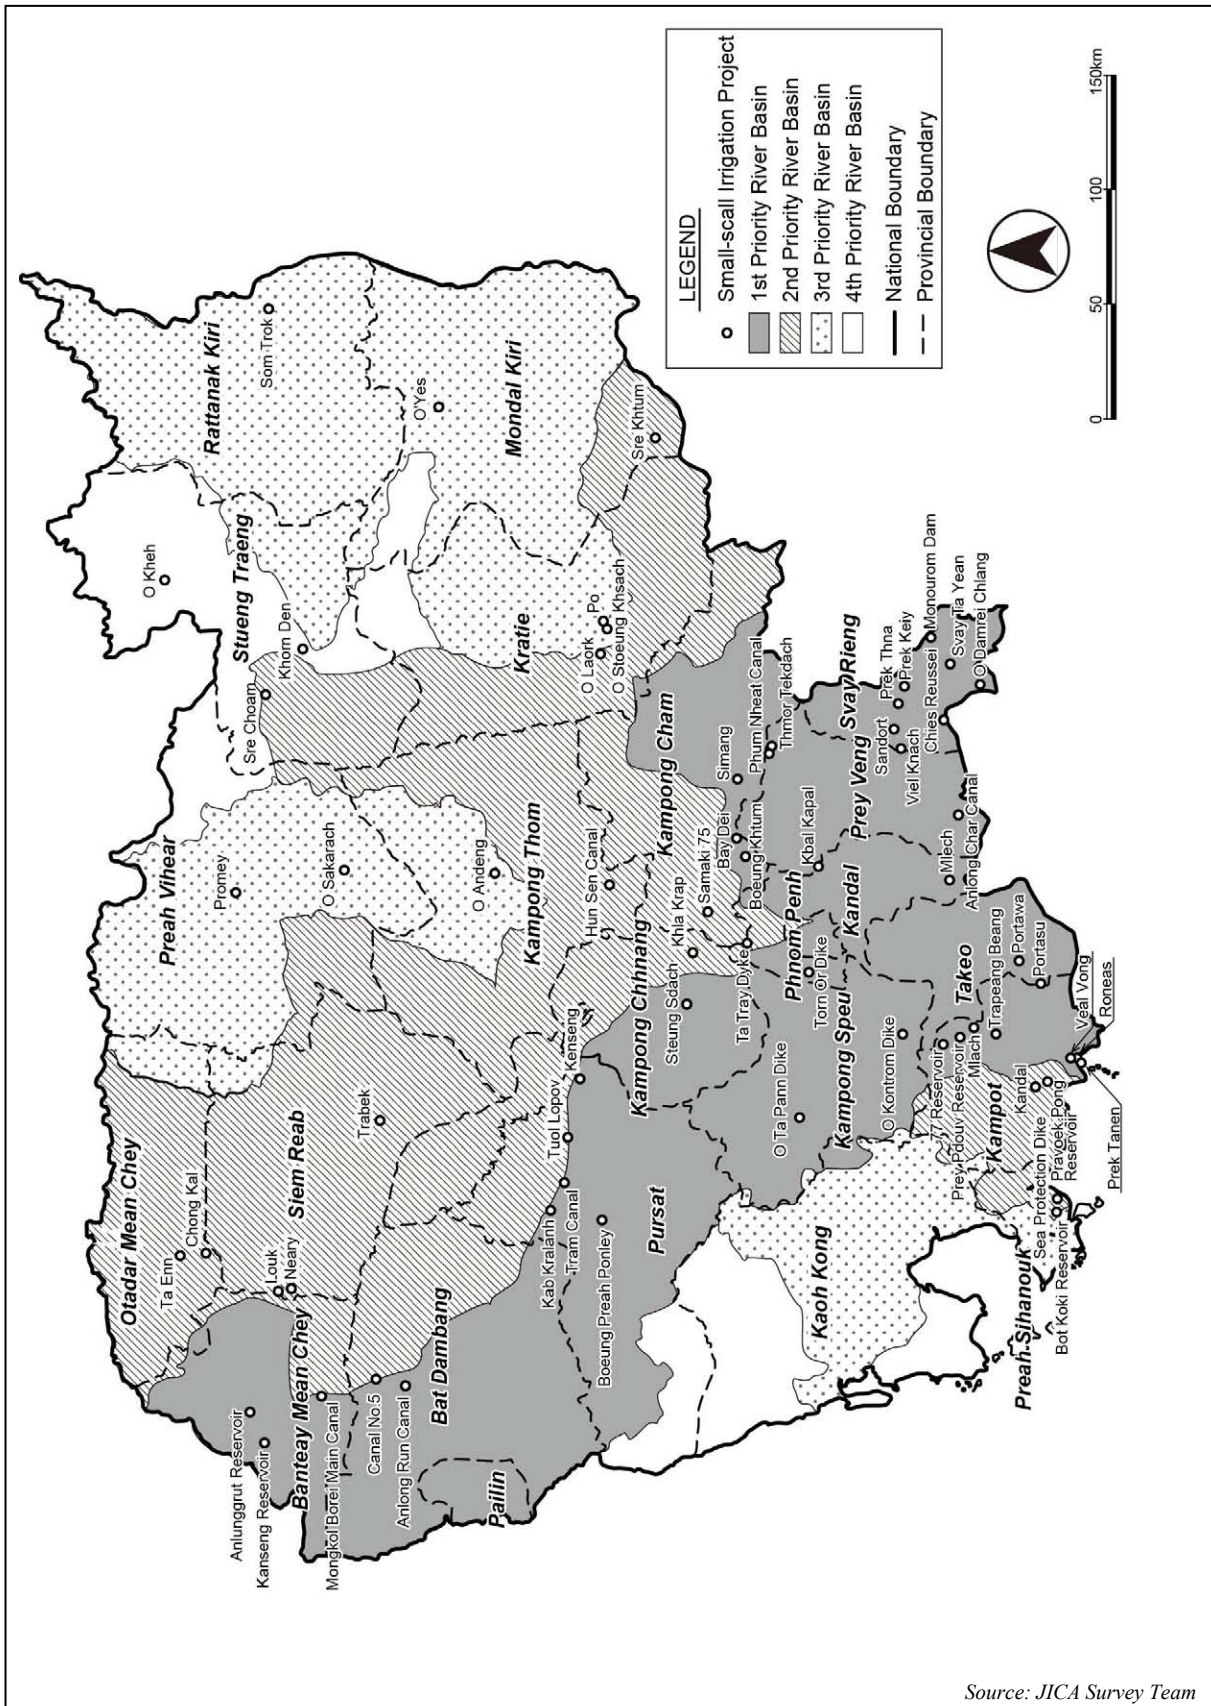 LEGEND
Small-scall Irrigation Project
1st Priority River Basin
2nd Priority River Basin
3rd Priority River Basin
4th Priority River Basin
National Boundary
Provincial Boundary
0 50 100 150km
Otadar Mean Chey
Ta Enn
Chong Kal
Louk
Neary
Siem Reab
Trabek
Banteay Mean Chey
Anlunggrut Reservoir
Kanseng Reservoir
Mongkol Borei Main Canal
Canal No.5
Anlong Run Canal
Bat Dambang
Pailin
Preah Vihear
Promey
O Sakarach
O Andeng
Kampong Thom
Hun Sen Canal
Stueng Traeng
O Kheh
Sre Choam
Khom Den
Rattanak Kiri
Som Trok
O'Yes
Mondal Kiri
Sre Khtum
Kratie
O Laork
Po
O Stoeung Khsach
Kampong Cham
Simang
Phum Nheat Canal
Thmor Trekdach
Bay Dei
Boeung Khtum
Samaki 75
Khla Krap
Kampong Chhnang
Steung Sdach
Ta Tray Dyke
Kenseng
Tuol Lopov
Kab Kralanh
Tram Canal
Boeung Preah Ponley
Pursat
Phnom Penh
Torn Or Dike
Kandal
Kbal Kapal
Prey Veng
Svay Rieng
Sandort
Viel Knach
Prek Thna
Prek Keiy
Chies Reussei
Monourom Dam
Svay Ta Yean
O Damrei Chlang
Mlech
Anlong Char Canal
Kampong Speu
O Ta Pann Dike
O Kontrom Dike
Takeo
Trapeang Beang
Portawa
Portasu
77 Reservoir
Prey Pdouv Reservoir
Mlach
Kampot
Kandal
Sea Protection Dike
Pravoek Pong
Reservoir
Veal Vong
Roneas
Prek Tanen
Kaoh Kong
Preah Sihanouk
Bot Koki Reservoir
Source: JICA Survey Team